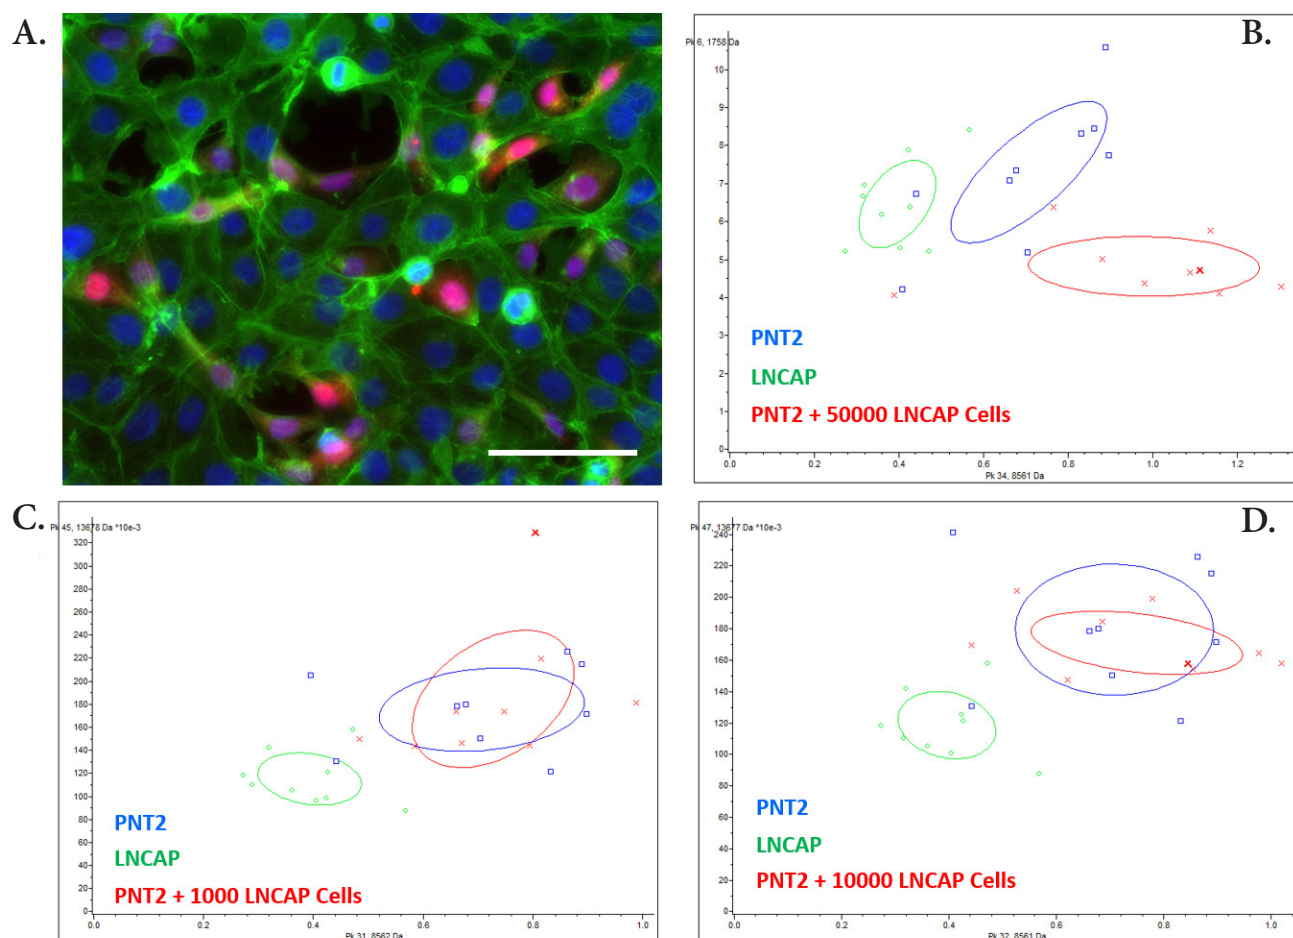 A.
B.
Pk 6, 1758 Da
10
9
8
7
6
5
4
3
2
1
0
PNT2
LNCAP
PNT2 + 50000 LNCAP Cells
0.0 0.2 0.4 0.6 0.8 1.0 1.2
Pk 34, 8561 Da
C.
Pk 45, 13678 Da *10e-3
320
300
280
260
240
220
200
180
160
140
120
100
80
60
40
20
0
PNT2
LNCAP
PNT2 + 1000 LNCAP Cells
0.0 0.2 0.4 0.6 0.8 1.0
Pk 31, 8562 Da
D.
Pk 47, 13677 Da *10e-3
240
220
200
180
160
140
120
100
80
60
40
20
0
PNT2
LNCAP
PNT2 + 10000 LNCAP Cells
0.0 0.2 0.4 0.6 0.8 1.0
Pk 32, 8561 Da